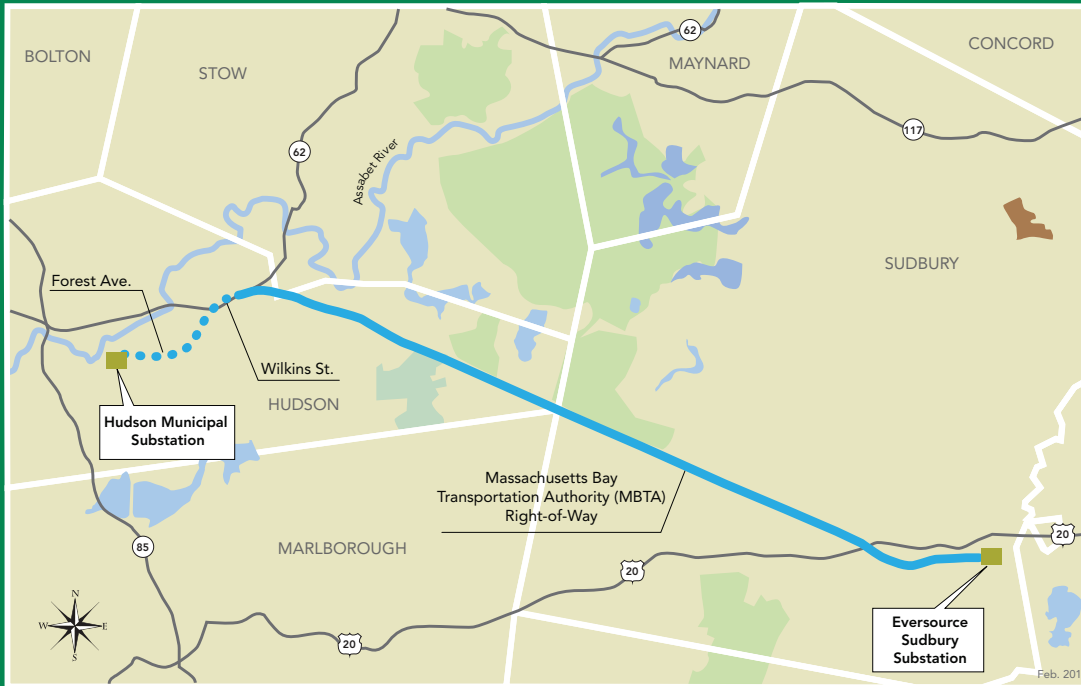 BOLTON
STOW
62
MAYNARD
CONCORD
117
62
Assabet River
SUDBURY
Forest Ave.
Wilkins St.
HUDSON
Hudson Municipal
Substation
Massachusetts Bay
Transportation Authority (MBTA)
Right-of-Way
MARLBOROUGH
85
20
20
20
N
W
E
S
Eversource
Sudbury
Substation
Feb. 201